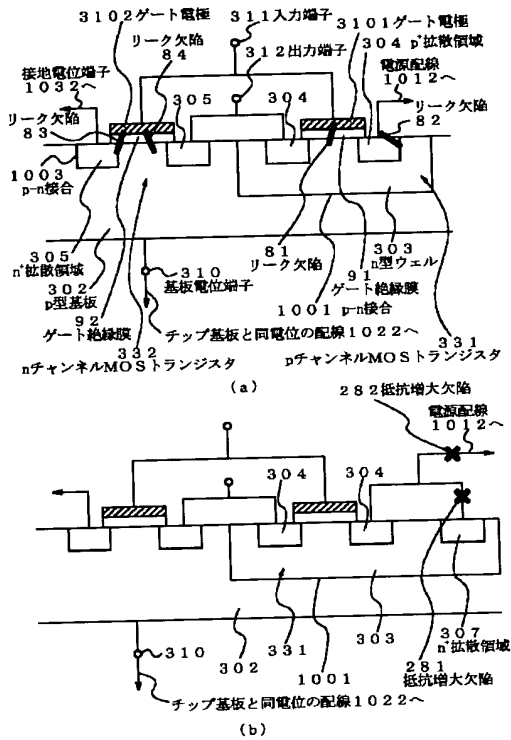 3102ゲート電極
リーク欠陥
84
311入力端子
312出力端子
3101ゲート電極
304 p⁺拡散領域
電源配線
1012へ
接地電位端子
1032へ
リーク欠陥
83
305
304
リーク欠陥
82
1003
p-n接合
305
n⁺拡散領域
302
p型基板
92
ゲート絶縁膜
310
基板電位端子
81
リーク欠陥
1001
p-n接合
91
ゲート絶縁膜
303
n型ウェル
チップ基板と同電位の配線1022へ
332
nチャンネルMOSトランジスタ
331
pチャンネルMOSトランジスタ
(a)
282抵抗増大欠陥
電源配線
1012へ
304
304
310
302
331
1001
303
281
抵抗増大欠陥
307
n⁺拡散領域
チップ基板と同電位の配線1022へ
(b)